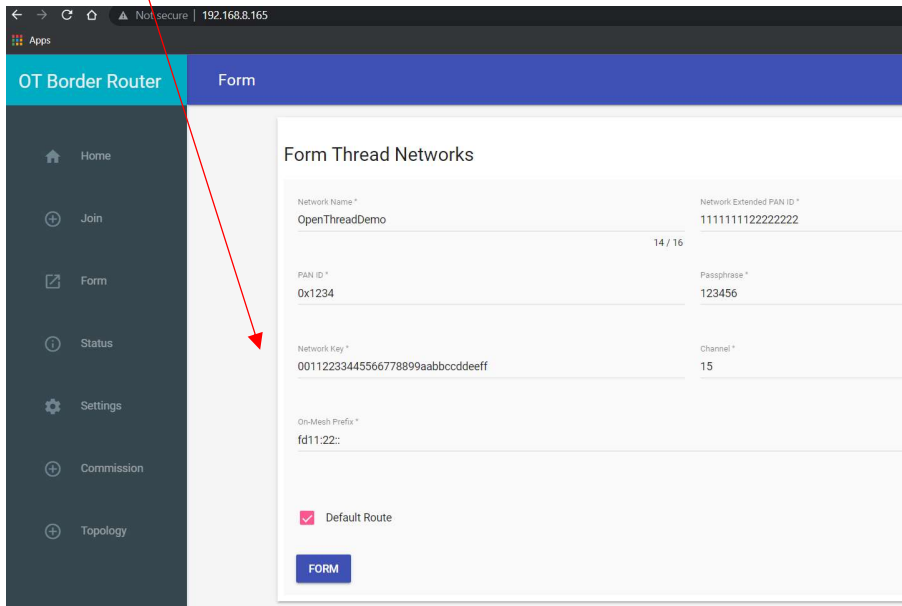 Not secure | 192.168.8.165
Apps
OT Border Router
Form
Home
Join
Form
Status
Settings
Commission
Topology
Form Thread Networks
Network Name *
OpenThreadDemo
14 / 16
Network Extended PAN ID *
1111111122222222
PAN ID *
0x1234
Passphrase *
123456
Network Key *
00112233445566778899aabbccddeeff
Channel *
15
On-Mesh Prefix *
fd11:22::
Default Route
FORM